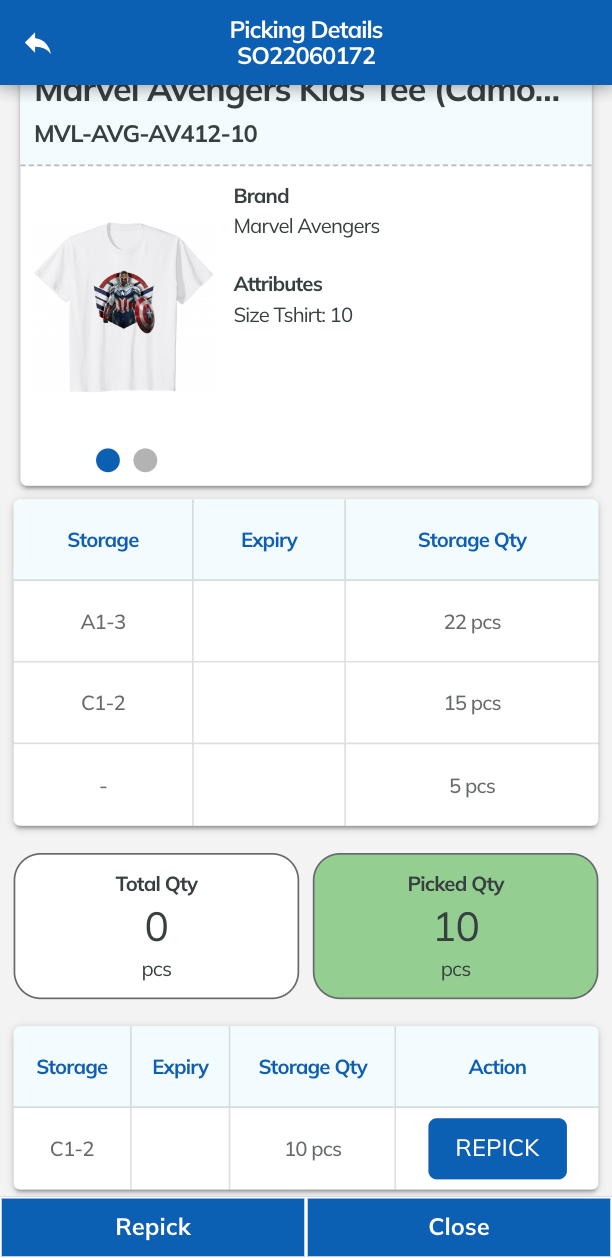 Picking Details
SO22060172
Marvel Avengers Kids Tee (Camo...
MVL-AVG-AV412-10
Brand
Marvel Avengers
Attributes
Size Tshirt: 10
Storage Expiry Storage Qty
A1-3 22 pcs
C1-2 15 pcs
- 5 pcs
Total Qty
0
pcs
Picked Qty
10
pcs
Storage Expiry Storage Qty Action
C1-2 10 pcs REPICK
Repick Close